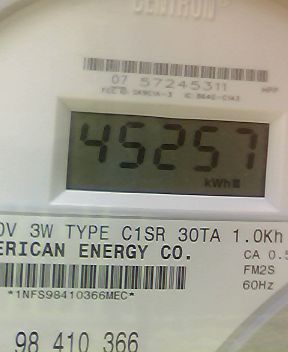 CENTRON
07 57245311
45257
kWh
0V 3W TYPE C1SR 30TA 1.0Kh
ERICAN ENERGY CO.
CA 0.5
FM2S
*1NFS98410366MEC*
60Hz
98 410 366